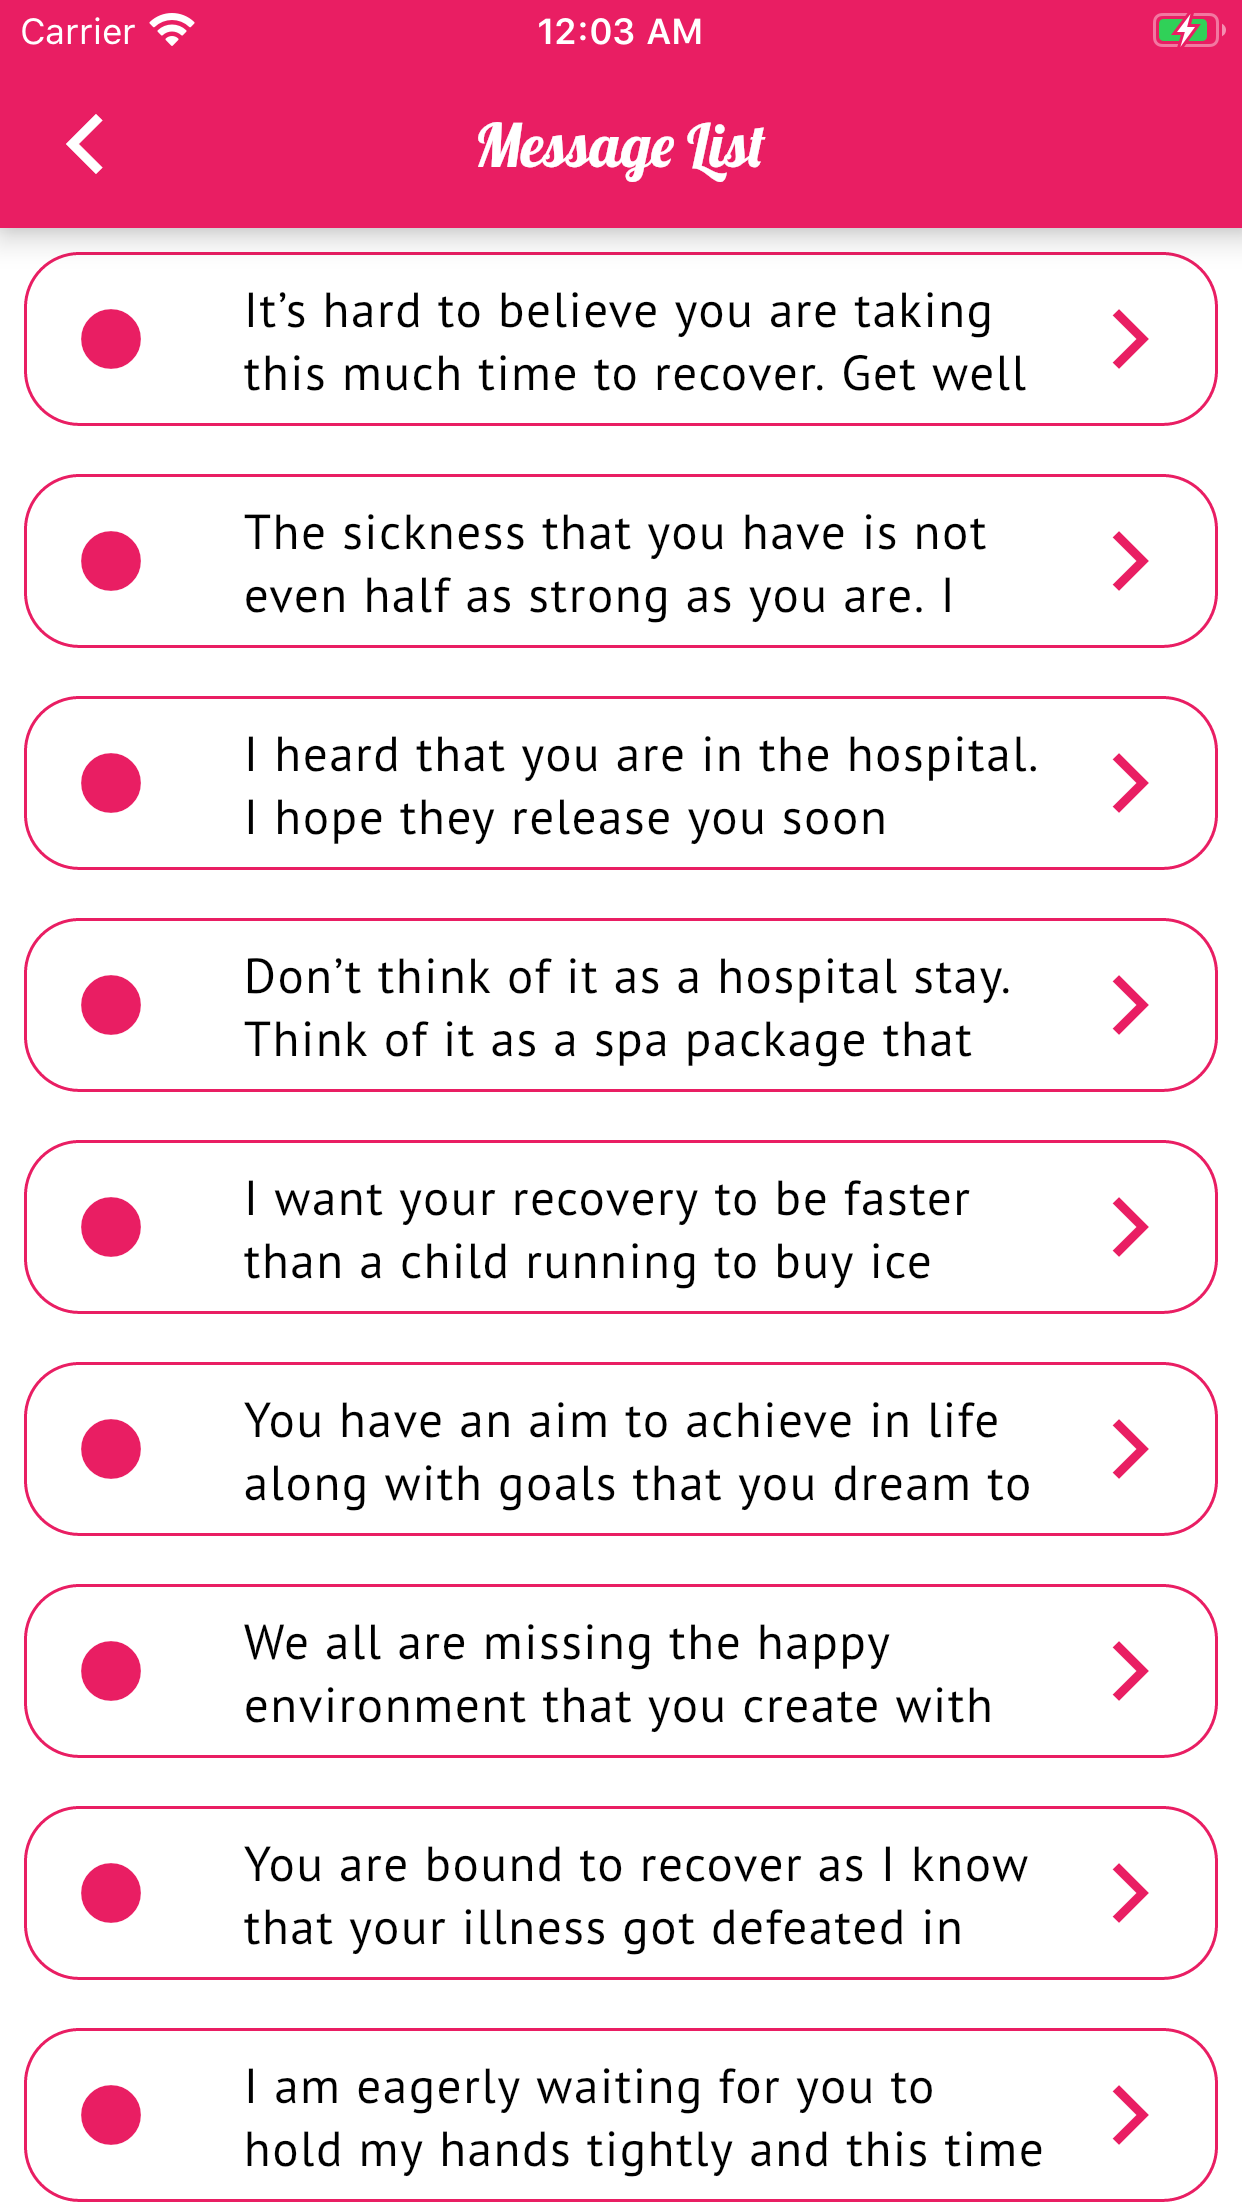 Carrier
12:03 AM
Message List
It’s hard to believe you are taking
this much time to recover. Get well
The sickness that you have is not
even half as strong as you are. I
I heard that you are in the hospital.
I hope they release you soon
Don’t think of it as a hospital stay.
Think of it as a spa package that
I want your recovery to be faster
than a child running to buy ice
You have an aim to achieve in life
along with goals that you dream to
We all are missing the happy
environment that you create with
You are bound to recover as I know
that your illness got defeated in
I am eagerly waiting for you to
hold my hands tightly and this time